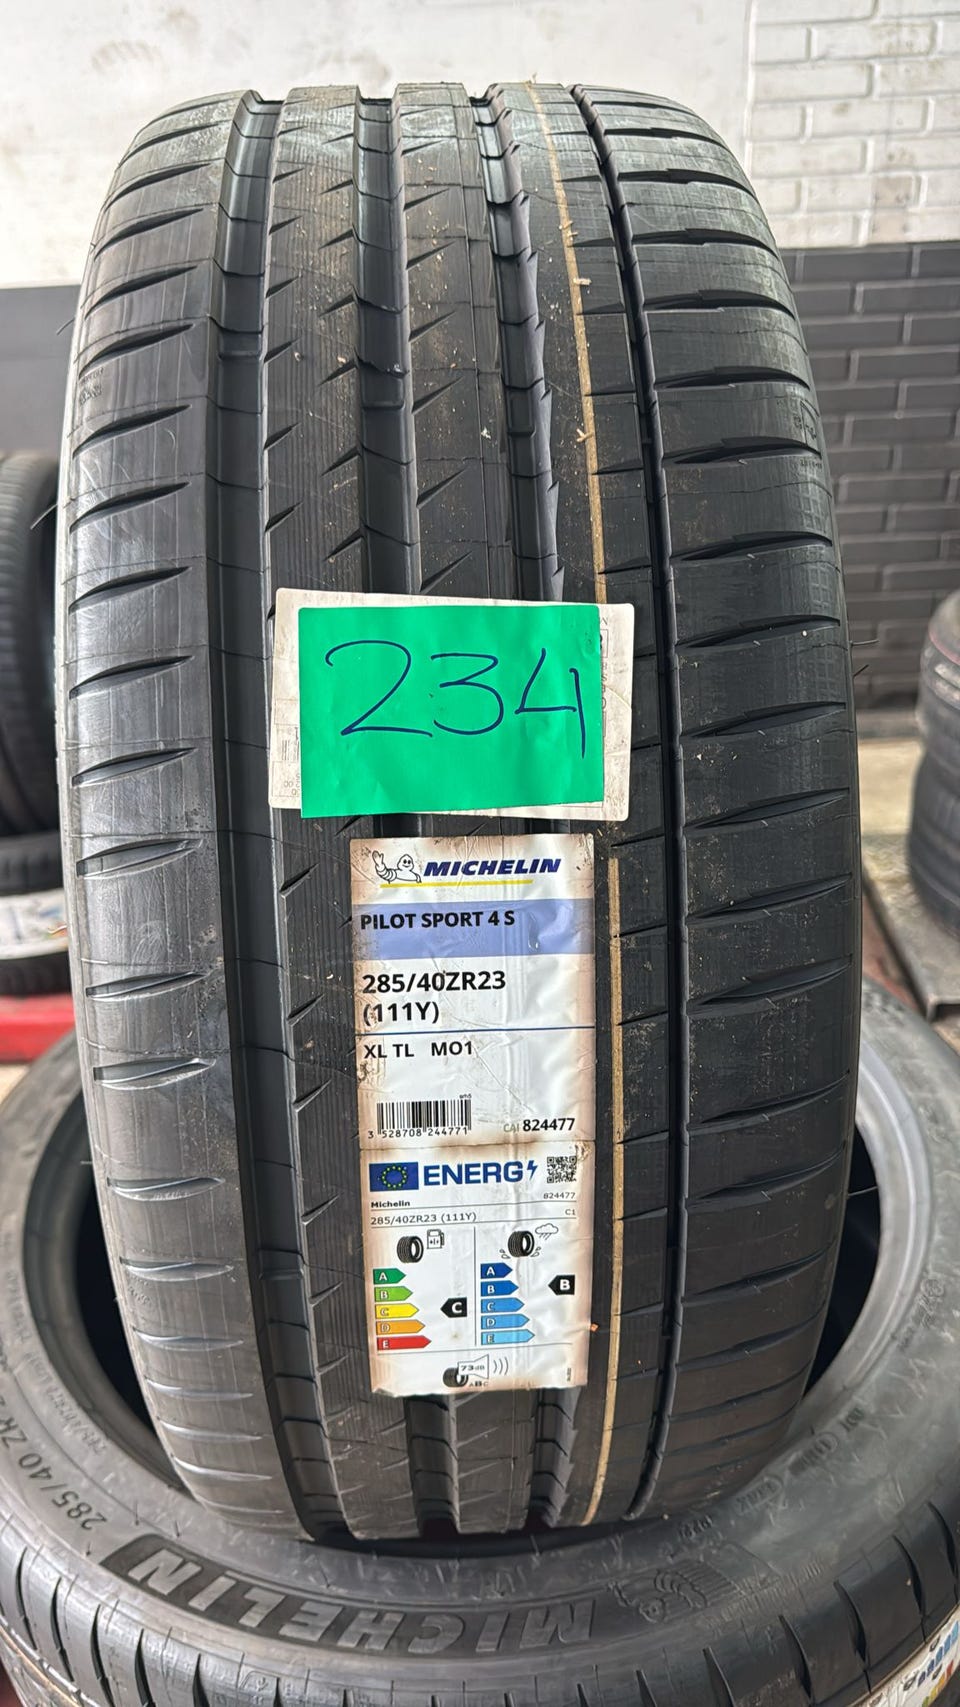 234
MICHELIN
PILOT SPORT 4 S
285/40ZR23
(111Y)
XL TL MO1
3 528708 244771
CAI 824477
ENERG
Michelin
824477
285/40ZR23 (111Y)
C1
A
B
C
D
E
C
A
B
C
D
E
B
73dB
ABC
285/40 ZR
MICHELIN
MICHELIN